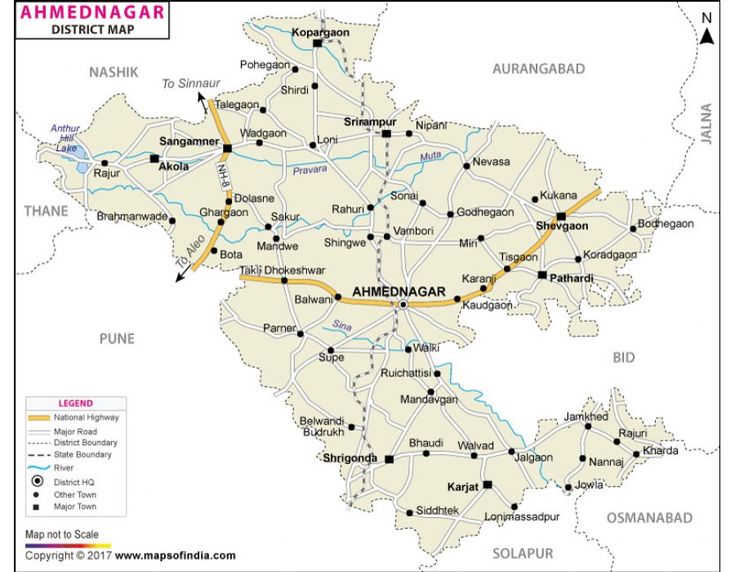 AHMEDNAGAR
DISTRICT MAP
N
NASHIK
AURANGABAD
JALNA
THANE
PUNE
BID
OSMANABAD
SOLAPUR
Kopargaon
Pohegaon
Shirdi
To Sinnaur
Talegaon
Srirampur
Nipani
Anthur
Hill
Lake
Sangamner
Wadgaon
Loni
Muta
Nevasa
Rajur
Akola
Pravara
NH-8
Dolasne
Sonai
Kukana
Brahmanwade
Ghargaon
Sakur
Rahuri
Godhegaon
Shevgaon
Bodhegaon
Mandwe
Shingwe
Vambori
Miri
To Aleo
Bota
Tisgaon
Koradgaon
Takli Dhokeshwar
Karanji
Pathardi
AHMEDNAGAR
Balwani
Kaudgaon
Parner
Sina
Supe
Walki
Ruichattisi
Mandavgan
Belwandi
Budrukh
Jamkhed
Rajuri
Bhaudi
Walvad
Jalgaon
Kharda
Shrigonda
Nannaj
Karjat
Jowla
Siddhtek
Lonimassadpur
LEGEND
National Highway
Major Road
District Boundary
State Boundary
River
District HQ
Other Town
Major Town
Map not to Scale
Copyright © 2017 www.mapsofindia.com